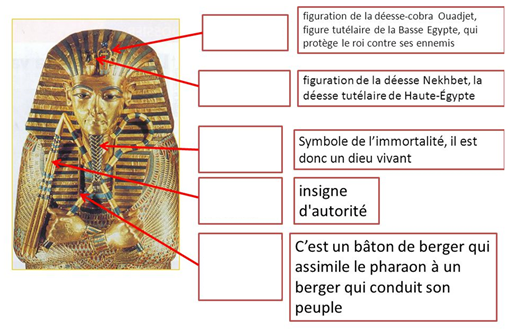 figuration de la déesse-cobra Ouadjet,
figure tutélaire de la Basse Egypte, qui
protège le roi contre ses ennemis
figuration de la déesse Nekhbet, la
déesse tutélaire de Haute-Égypte
Symbole de l’immortalité, il est
donc un dieu vivant
insigne
d'autorité
C’est un bâton de berger qui
assimile le pharaon à un
berger qui conduit son
peuple